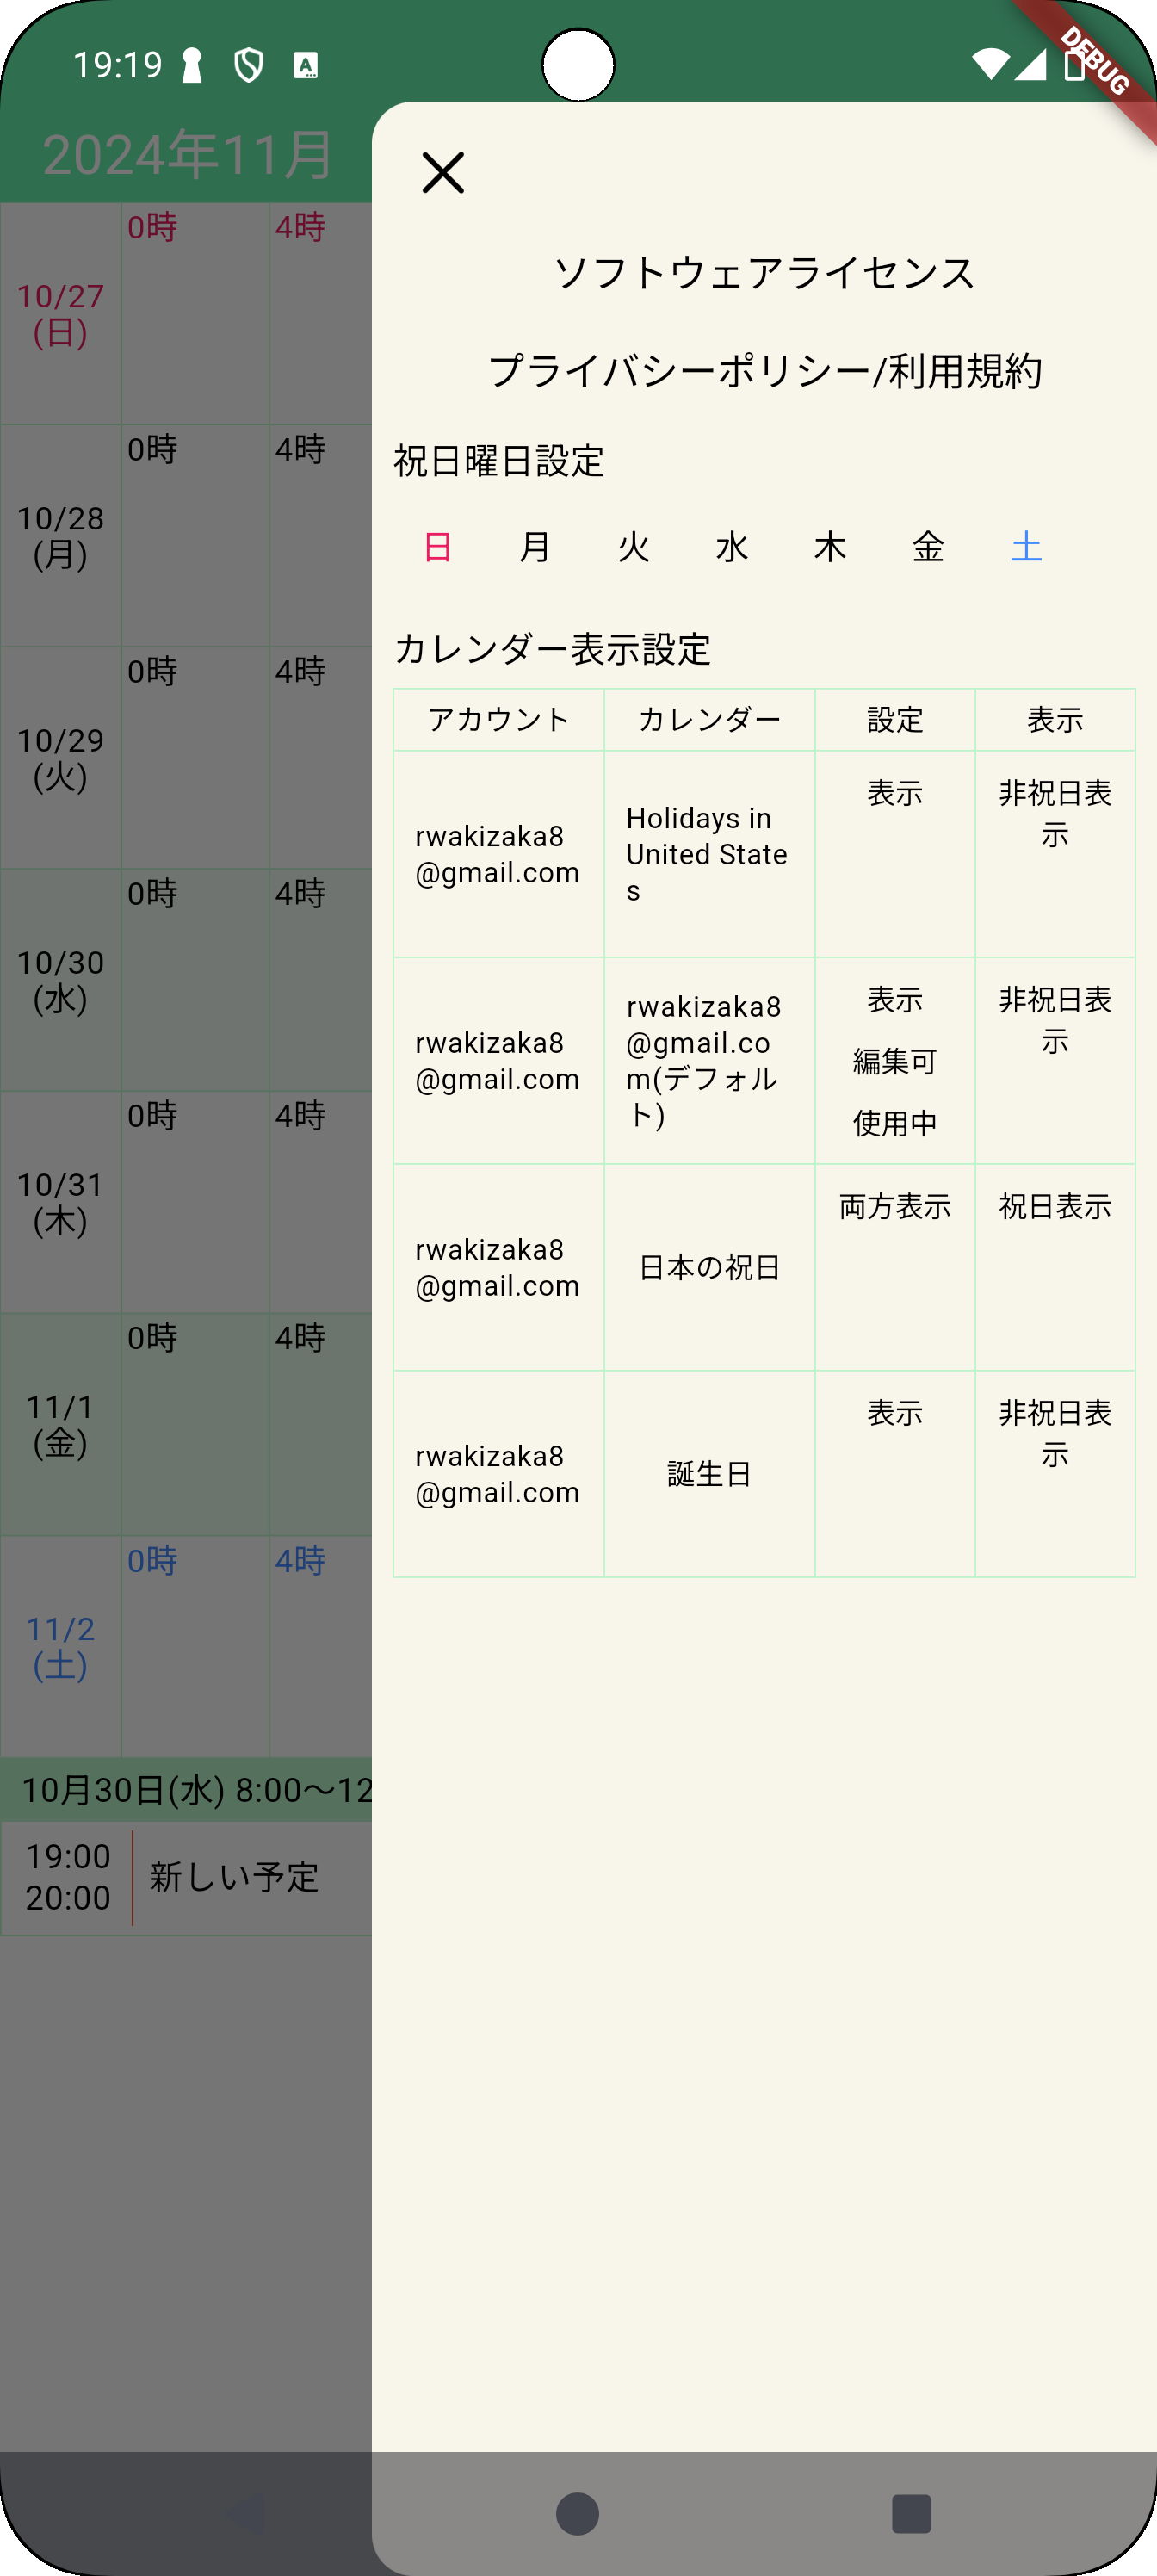 19:19
DEBUG
2024年11月
ソフトウェアライセンス
プライバシーポリシー/利用規約
祝日曜日設定
日 月 火 水 木 金 土
カレンダー表示設定
アカウント カレンダー 設定 表示
rwakizaka8
@gmail.com
Holidays in
United State
s
表示
非祝日表
示
rwakizaka8
@gmail.com
rwakizaka8
@gmail.co
m(デフォル
ト)
表示
編集可
使用中
非祝日表
示
rwakizaka8
@gmail.com
日本の祝日
両方表示
祝日表示
rwakizaka8
@gmail.com
誕生日
表示
非祝日表
示
0時 4時
10/27
(日)
0時 4時
10/28
(月)
0時 4時
10/29
(火)
0時 4時
10/30
(水)
0時 4時
10/31
(木)
0時 4時
11/1
(金)
0時 4時
11/2
(土)
10月30日(水) 8:00〜12
19:00
20:00
新しい予定